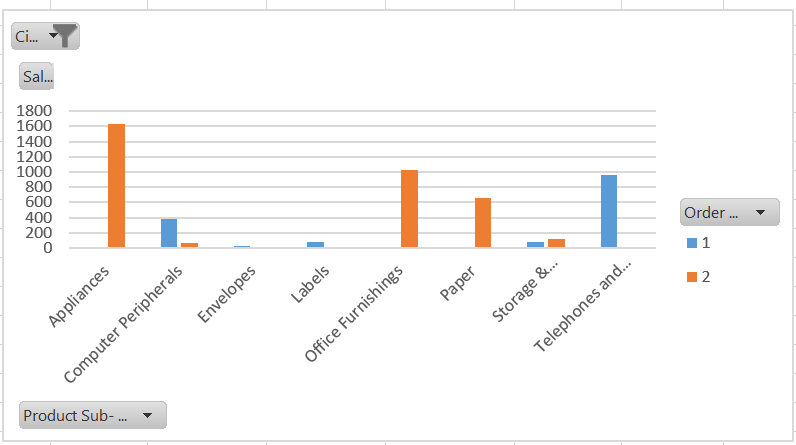 Ci...
Sal...
1800
1600
1400
1200
1000
800
600
400
200
0
Appliances
Computer Peripherals
Envelopes
Labels
Office Furnishings
Paper
Storage &...
Telephones and...
Order ...
1
2
Product Sub- ...